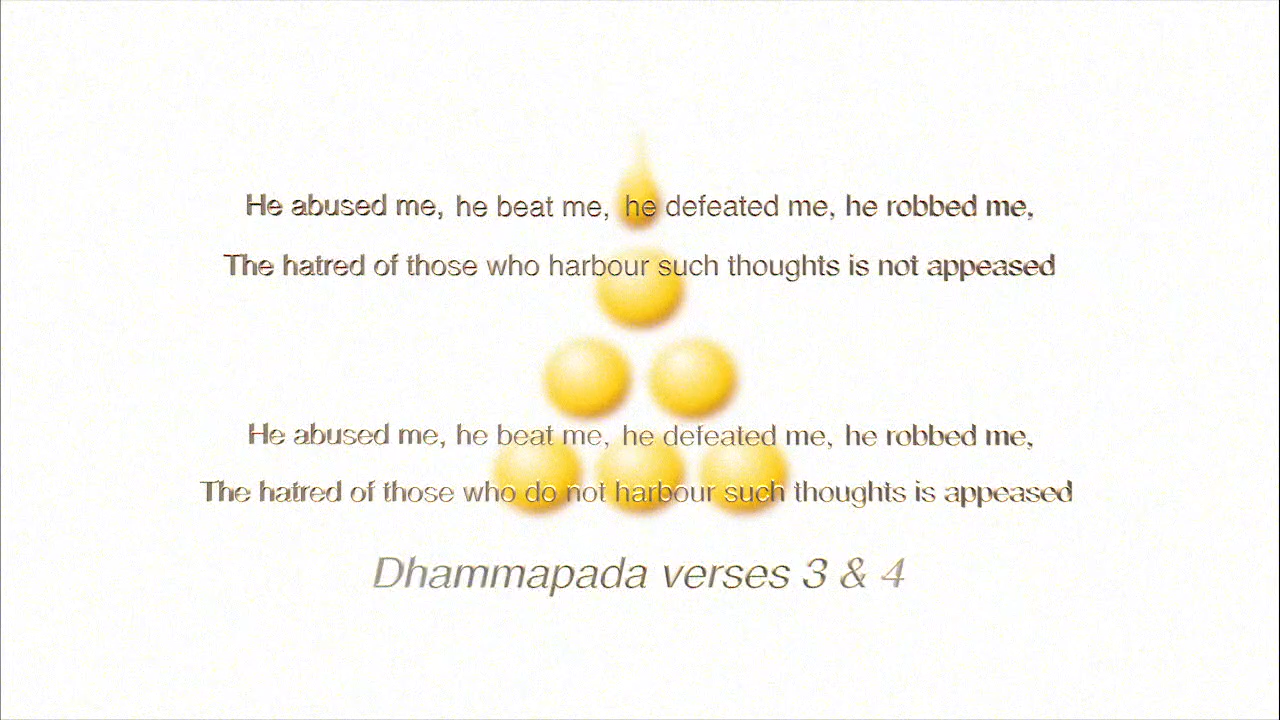 He abused me, he beat me, he defeated me, he robbed me,
The hatred of those who harbour such thoughts is not appeased
He abused me, he beat me, he defeated me, he robbed me,
The hatred of those who do not harbour such thoughts is appeased
Dhammapada verses 3 & 4